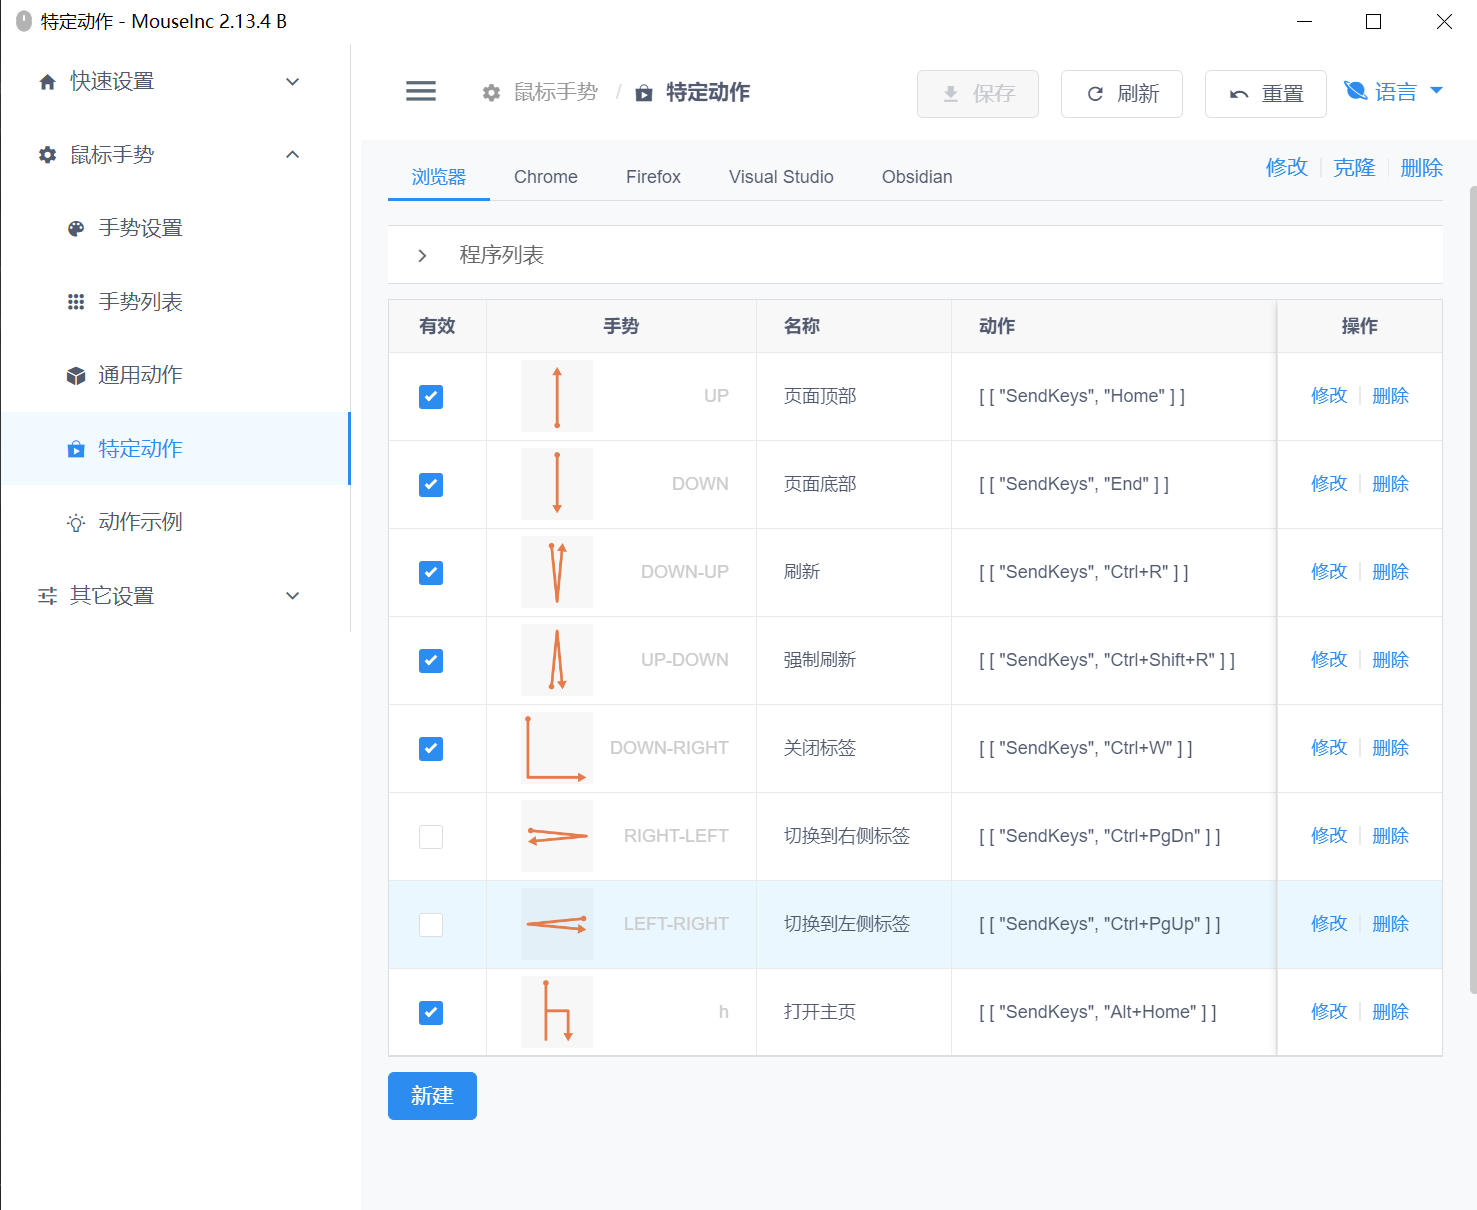 特定动作 - MouseInc 2.13.4 B
快速设置
鼠标手势
手势设置
手势列表
通用动作
特定动作
动作示例
其它设置
鼠标手势 / 特定动作
保存
刷新
重置
语言
浏览器 Chrome Firefox Visual Studio Obsidian
修改 克隆 删除
程序列表
有效 手势 名称 动作 操作
UP 页面顶部 [ [ "SendKeys", "Home" ] ] 修改 删除
DOWN 页面底部 [ [ "SendKeys", "End" ] ] 修改 删除
DOWN-UP 刷新 [ [ "SendKeys", "Ctrl+R" ] ] 修改 删除
UP-DOWN 强制刷新 [ [ "SendKeys", "Ctrl+Shift+R" ] ] 修改 删除
DOWN-RIGHT 关闭标签 [ [ "SendKeys", "Ctrl+W" ] ] 修改 删除
RIGHT-LEFT 切换到右侧标签 [ [ "SendKeys", "Ctrl+PgDn" ] ] 修改 删除
LEFT-RIGHT 切换到左侧标签 [ [ "SendKeys", "Ctrl+PgUp" ] ] 修改 删除
h 打开主页 [ [ "SendKeys", "Alt+Home" ] ] 修改 删除
新建